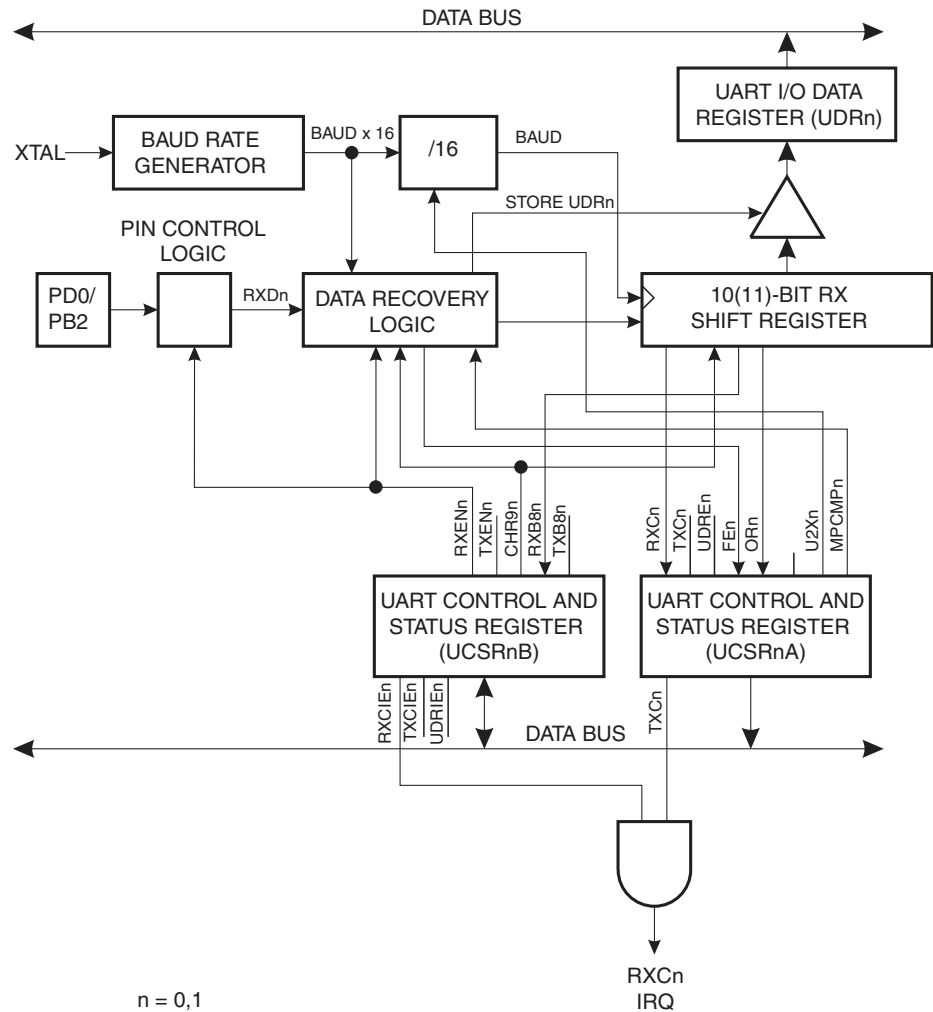 DATA BUS
UART I/O DATA
REGISTER (UDRn)
XTAL
BAUD RATE
GENERATOR
BAUD x 16
/16
BAUD
STORE UDRn
PIN CONTROL
LOGIC
PD0/
PB2
RXDn
DATA RECOVERY
LOGIC
10(11)-BIT RX
SHIFT REGISTER
RXENn
TXENn
CHR9n
RXB8n
TXB8n
RXCn
TXCn
UDREn
FEn
ORn
U2Xn
MPCMPn
UART CONTROL AND
STATUS REGISTER
(UCSRnB)
UART CONTROL AND
STATUS REGISTER
(UCSRnA)
RXCIEn
TXCIEn
UDRIEn
TXCn
DATA BUS
RXCn
IRQ
n = 0,1